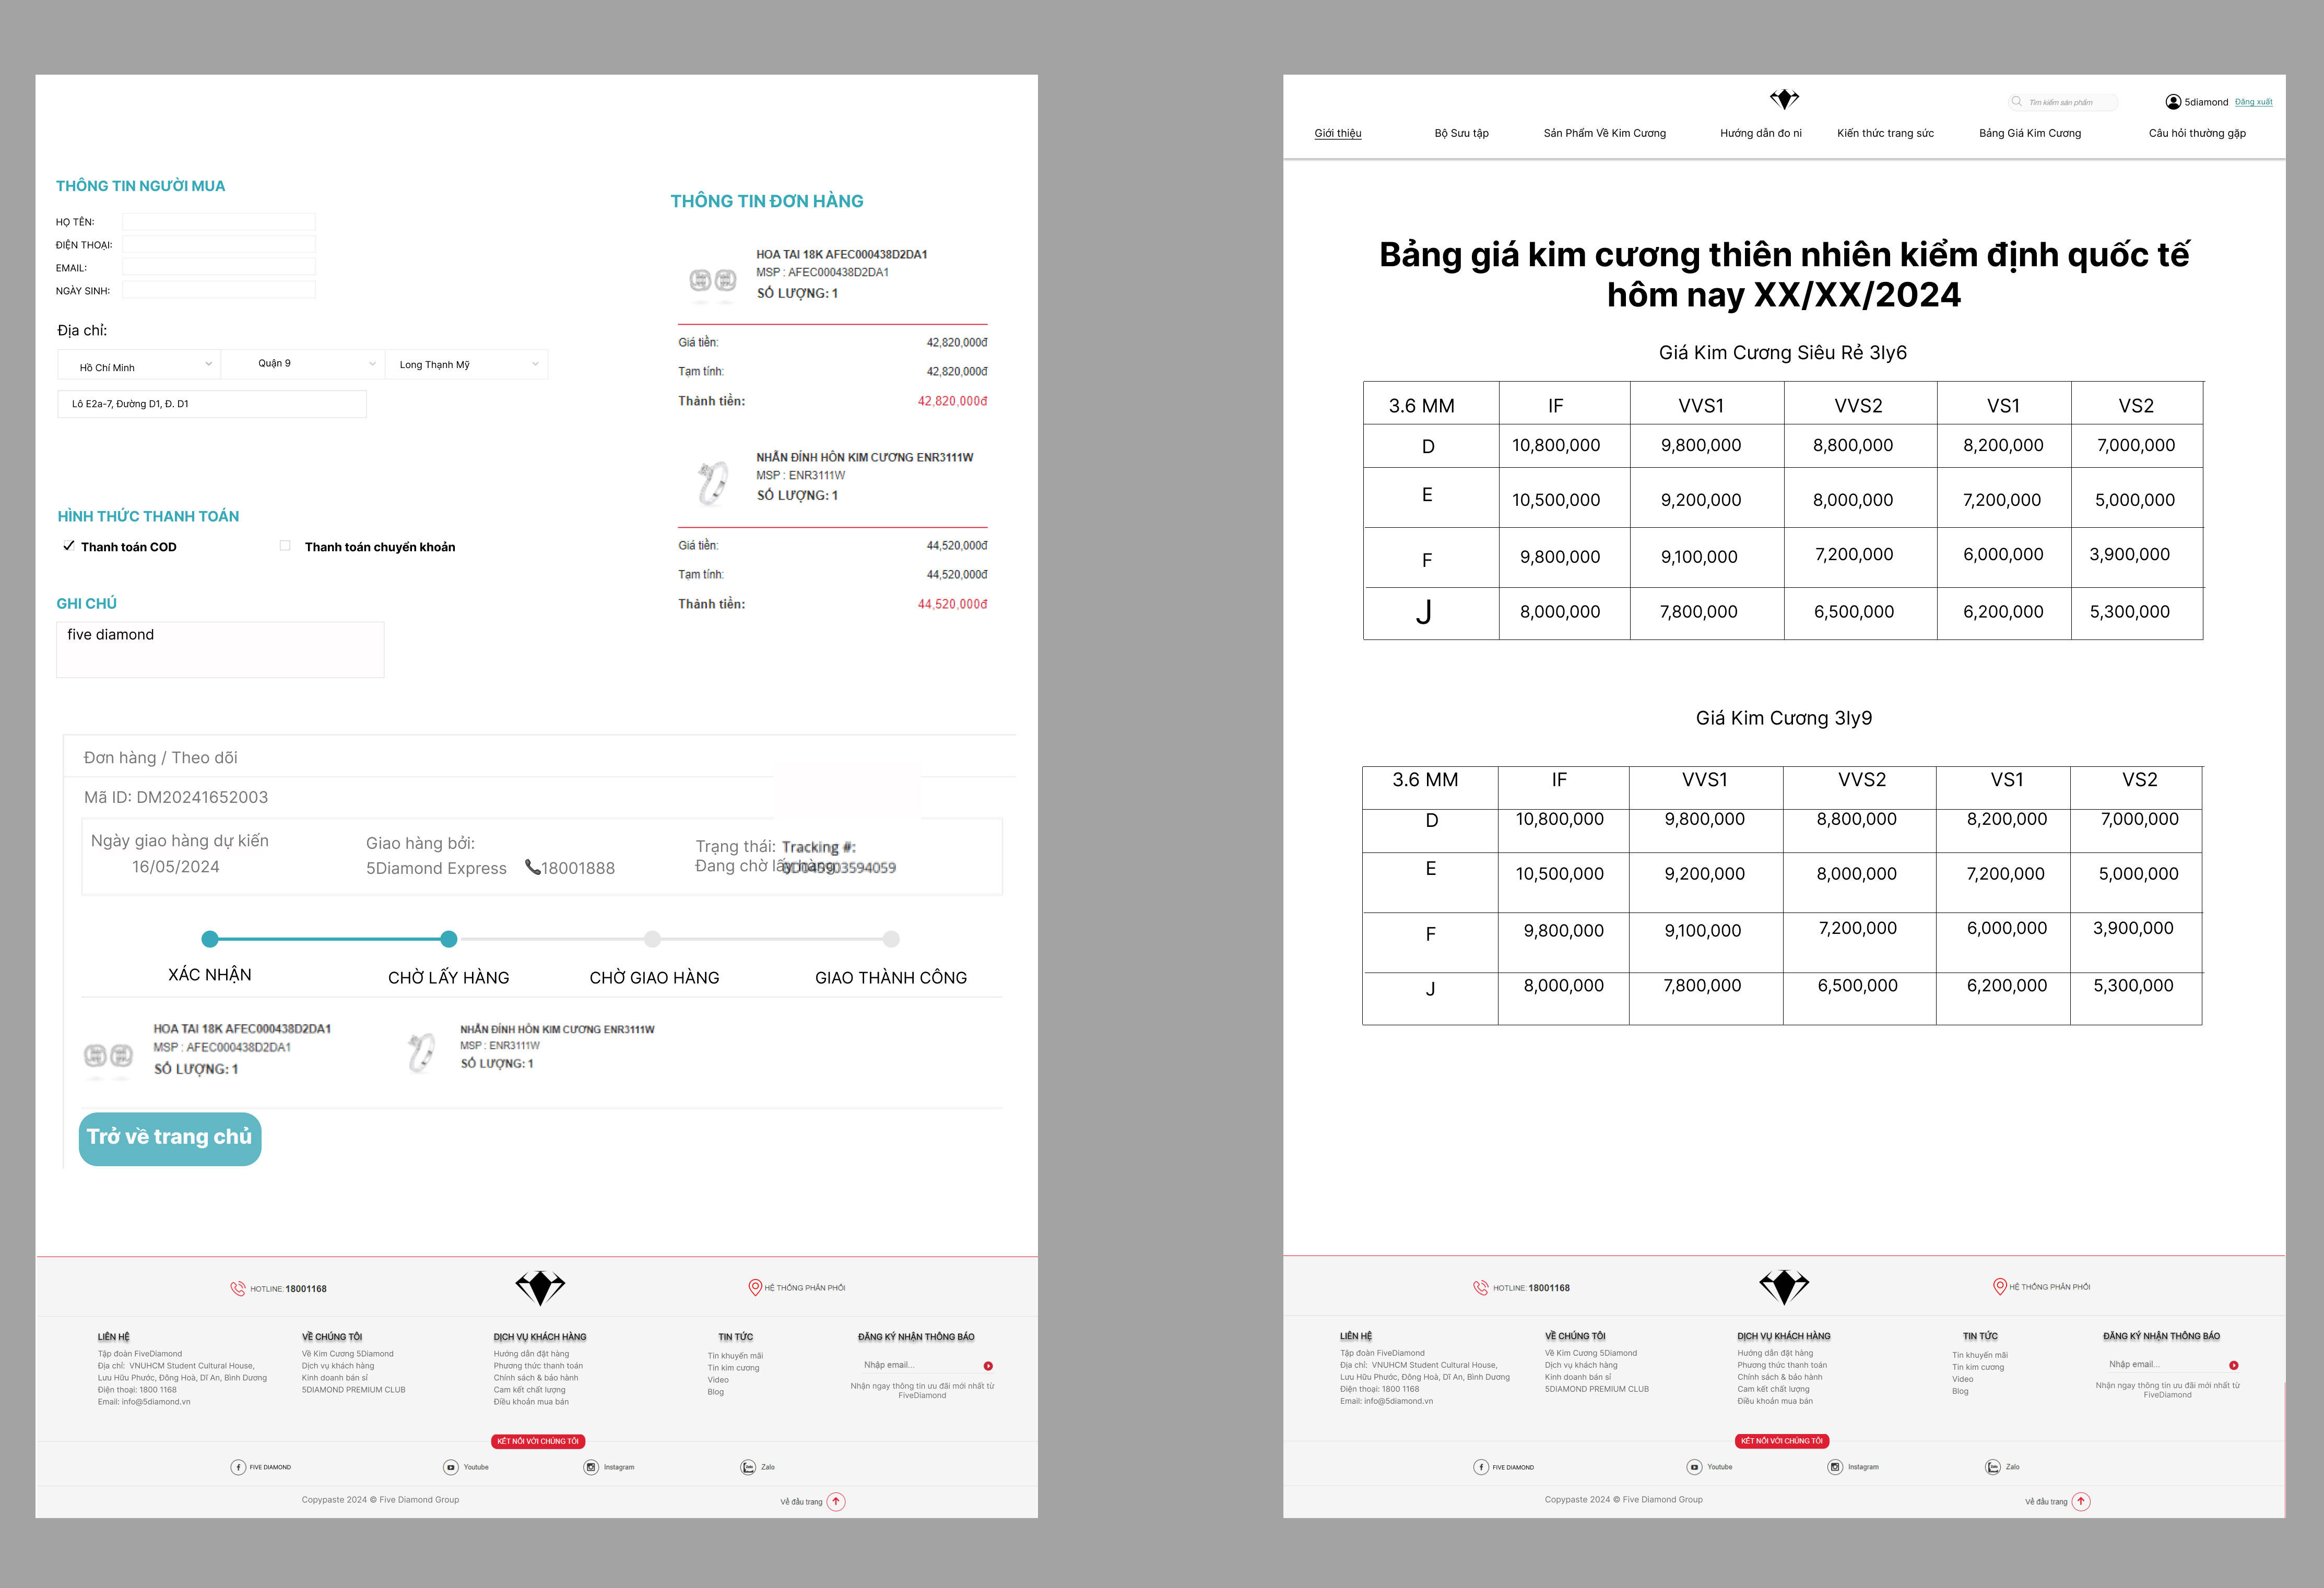 THÔNG TIN NGƯỜI MUA
HỌ TÊN:
ĐIỆN THOẠI:
EMAIL:
NGÀY SINH:
Địa chỉ:
Hồ Chí Minh
Quận 9
Long Thạnh Mỹ
Lô E2a-7, Đường D1, Đ. D1
HÌNH THỨC THANH TOÁN
Thanh toán COD
Thanh toán chuyển khoản
GHI CHÚ
five diamond
THÔNG TIN ĐƠN HÀNG
HOA TAI 18K AFEC000438D2DA1
MSP : AFEC000438D2DA1
SỐ LƯỢNG: 1
Giá tiền: 42,820,000đ
Tạm tính: 42,820,000đ
Thành tiền: 42,820,000đ
NHẪN ĐÍNH HÔN KIM CƯƠNG ENR3111W
MSP : ENR3111W
SỐ LƯỢNG: 1
Giá tiền: 44,520,000đ
Tạm tính: 44,520,000đ
Thành tiền: 44,520,000đ
Đơn hàng / Theo dõi
Mã ID: DM20241652003
Ngày giao hàng dự kiến
16/05/2024
Giao hàng bởi:
5Diamond Express 18001888
Trạng thái: Tracking #:
Đang chờ lấy hàng
XÁC NHẬN
CHỜ LẤY HÀNG
CHỜ GIAO HÀNG
GIAO THÀNH CÔNG
HOA TAI 18K AFEC000438D2DA1
MSP : AFEC000438D2DA1
SỐ LƯỢNG: 1
NHẪN ĐÍNH HÔN KIM CƯƠNG ENR3111W
MSP : ENR3111W
SỐ LƯỢNG: 1
Trở về trang chủ
HOTLINE: 18001168
HỆ THỐNG PHÂN PHỐI
LIÊN HỆ
Tập đoàn FiveDiamond
Địa chỉ: VNUHCM Student Cultural House,
Lưu Hữu Phước, Đông Hoà, Dĩ An, Bình Dương
Điện thoại: 1800 1168
Email: info@5diamond.vn
VỀ CHÚNG TÔI
Về Kim Cương 5Diamond
Dịch vụ khách hàng
Kinh doanh bán sỉ
5DIAMOND PREMIUM CLUB
DỊCH VỤ KHÁCH HÀNG
Hướng dẫn đặt hàng
Phương thức thanh toán
Chính sách & bảo hành
Cam kết chất lượng
Điều khoản mua bán
TIN TỨC
Tin khuyến mãi
Tin kim cương
Video
Blog
ĐĂNG KÝ NHẬN THÔNG BÁO
Nhập email...
Nhận ngay thông tin ưu đãi mới nhất từ
FiveDiamond
KẾT NỐI VỚI CHÚNG TÔI
FIVE DIAMOND
Youtube
Instagram
Zalo
Copypaste 2024 © Five Diamond Group
Về đầu trang
Tìm kiếm sản phẩm
5diamond
Đăng xuất
Giới thiệu
Bộ Sưu tập
Sản Phẩm Về Kim Cương
Hướng dẫn đo ni
Kiến thức trang sức
Bảng Giá Kim Cương
Câu hỏi thường gặp
Bảng giá kim cương thiên nhiên kiểm định quốc tế
hôm nay XX/XX/2024
Giá Kim Cương Siêu Rẻ 3ly6
3.6 MM IF VVS1 VVS2 VS1 VS2
D 10,800,000 9,800,000 8,800,000 8,200,000 7,000,000
E 10,500,000 9,200,000 8,000,000 7,200,000 5,000,000
F 9,800,000 9,100,000 7,200,000 6,000,000 3,900,000
J 8,000,000 7,800,000 6,500,000 6,200,000 5,300,000
Giá Kim Cương 3ly9
3.6 MM IF VVS1 VVS2 VS1 VS2
D 10,800,000 9,800,000 8,800,000 8,200,000 7,000,000
E 10,500,000 9,200,000 8,000,000 7,200,000 5,000,000
F 9,800,000 9,100,000 7,200,000 6,000,000 3,900,000
J 8,000,000 7,800,000 6,500,000 6,200,000 5,300,000
HOTLINE: 18001168
HỆ THỐNG PHÂN PHỐI
LIÊN HỆ
Tập đoàn FiveDiamond
Địa chỉ: VNUHCM Student Cultural House,
Lưu Hữu Phước, Đông Hoà, Dĩ An, Bình Dương
Điện thoại: 1800 1168
Email: info@5diamond.vn
VỀ CHÚNG TÔI
Về Kim Cương 5Diamond
Dịch vụ khách hàng
Kinh doanh bán sỉ
5DIAMOND PREMIUM CLUB
DỊCH VỤ KHÁCH HÀNG
Hướng dẫn đặt hàng
Phương thức thanh toán
Chính sách & bảo hành
Cam kết chất lượng
Điều khoản mua bán
TIN TỨC
Tin khuyến mãi
Tin kim cương
Video
Blog
ĐĂNG KÝ NHẬN THÔNG BÁO
Nhập email...
Nhận ngay thông tin ưu đãi mới nhất từ
FiveDiamond
KẾT NỐI VỚI CHÚNG TÔI
FIVE DIAMOND
Youtube
Instagram
Zalo
Copypaste 2024 © Five Diamond Group
Về đầu trang